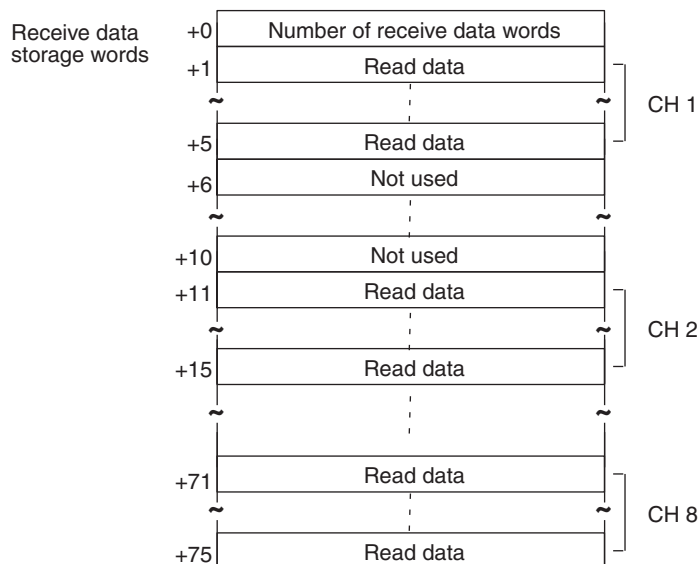 Receive data
storage words
+0 Number of receive data words
+1 Read data
CH 1
+5 Read data
+6 Not used
+10 Not used
+11 Read data
CH 2
+15 Read data
+71 Read data
CH 8
+75 Read data